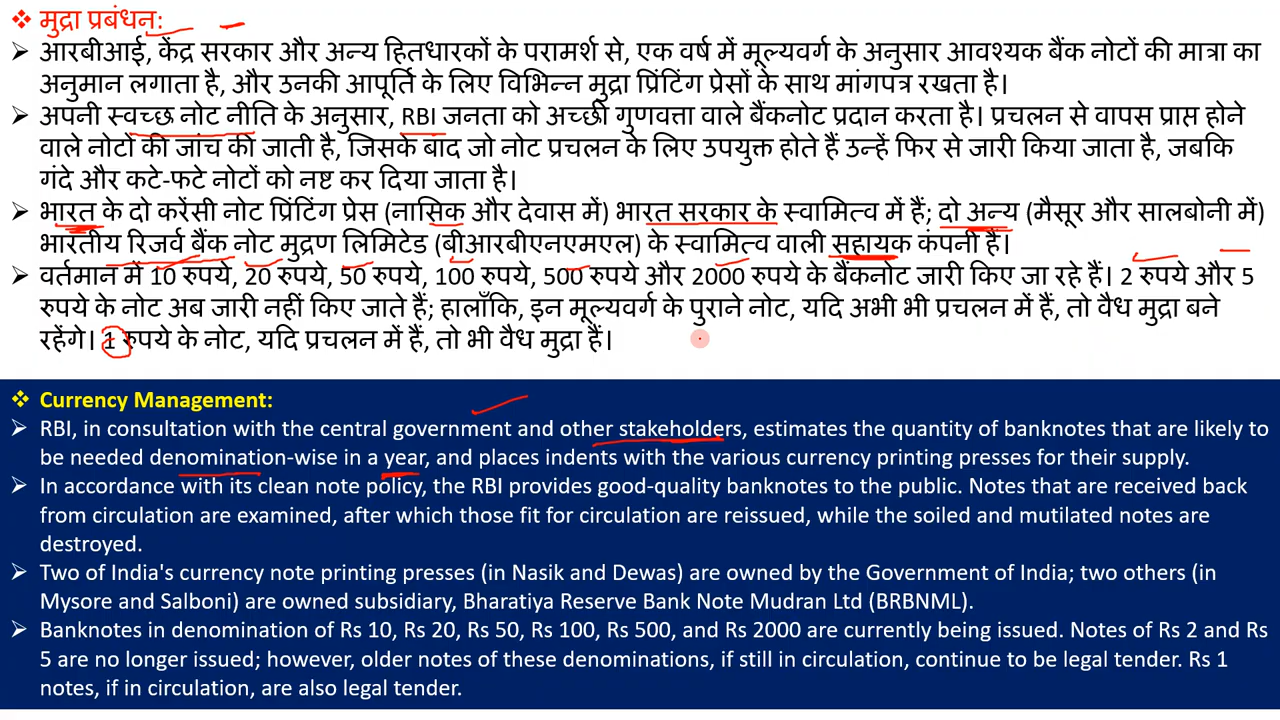 ❖ मुद्रा प्रबंधन:
➢ आरबीआई, केंद्र सरकार और अन्य हितधारकों के परामर्श से, एक वर्ष में मूल्यवर्ग के अनुसार आवश्यक बैंक नोटों की मात्रा का
अनुमान लगाता है, और उनकी आपूर्ति के लिए विभिन्न मुद्रा प्रिंटिंग प्रेसों के साथ मांगपत्र रखता है।
➢ अपनी स्वच्छ नोट नीति के अनुसार, RBI जनता को अच्छी गुणवत्ता वाले बैंकनोट प्रदान करता है। प्रचलन से वापस प्राप्त होने
वाले नोटों की जांच की जाती है, जिसके बाद जो नोट प्रचलन के लिए उपयुक्त होते हैं उन्हें फिर से जारी किया जाता है, जबकि
गंदे और कटे-फटे नोटों को नष्ट कर दिया जाता है।
➢ भारत के दो करेंसी नोट प्रिंटिंग प्रेस (नासिक और देवास में) भारत सरकार के स्वामित्व में हैं; दो अन्य (मैसूर और सालबोनी में)
भारतीय रिजर्व बैंक नोट मुद्रण लिमिटेड (बीआरबीएनएमएल) के स्वामित्व वाली सहायक कंपनी हैं।
➢ वर्तमान में 10 रुपये, 20 रुपये, 50 रुपये, 100 रुपये, 500 रुपये और 2000 रुपये के बैंकनोट जारी किए जा रहे हैं। 2 रुपये और 5
रुपये के नोट अब जारी नहीं किए जाते हैं; हालाँकि, इन मूल्यवर्ग के पुराने नोट, यदि अभी भी प्रचलन में हैं, तो वैध मुद्रा बने
रहेंगे। 1 रुपये के नोट, यदि प्रचलन में हैं, तो भी वैध मुद्रा हैं।
❖ Currency Management:
➢ RBI, in consultation with the central government and other stakeholders, estimates the quantity of banknotes that are likely to
be needed denomination-wise in a year, and places indents with the various currency printing presses for their supply.
➢ In accordance with its clean note policy, the RBI provides good-quality banknotes to the public. Notes that are received back
from circulation are examined, after which those fit for circulation are reissued, while the soiled and mutilated notes are
destroyed.
➢ Two of India's currency note printing presses (in Nasik and Dewas) are owned by the Government of India; two others (in
Mysore and Salboni) are owned subsidiary, Bharatiya Reserve Bank Note Mudran Ltd (BRBNML).
➢ Banknotes in denomination of Rs 10, Rs 20, Rs 50, Rs 100, Rs 500, and Rs 2000 are currently being issued. Notes of Rs 2 and Rs
5 are no longer issued; however, older notes of these denominations, if still in circulation, continue to be legal tender. Rs 1
notes, if in circulation, are also legal tender.